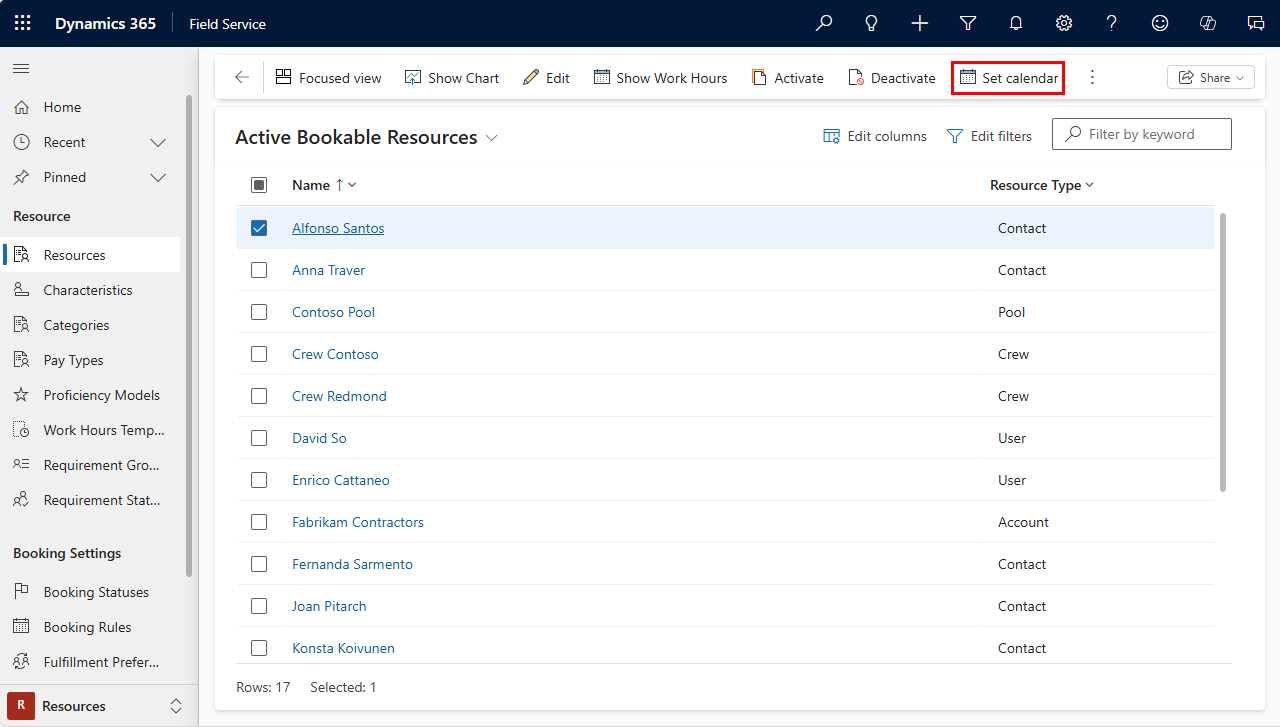 Dynamics 365 Field Service
Focused view Show Chart Edit Show Work Hours Activate Deactivate Set calendar Share
Home
Recent
Pinned
Resource
Resources
Characteristics
Categories
Pay Types
Proficiency Models
Work Hours Temp...
Requirement Gro...
Requirement Stat...
Booking Settings
Booking Statuses
Booking Rules
Fulfillment Prefer...
R Resources
Active Bookable Resources Edit columns Edit filters Filter by keyword
Name ↑ Resource Type
Alfonso Santos Contact
Anna Traver Contact
Contoso Pool Pool
Crew Contoso Crew
Crew Redmond Crew
David So User
Enrico Cattaneo User
Fabrikam Contractors Account
Fernanda Sarmento Contact
Joan Pitarch Contact
Konsta Koivunen Contact
Rows: 17 Selected: 1